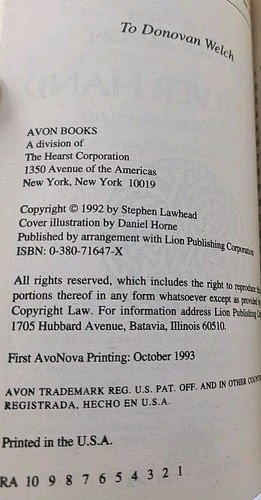 To Donovan Welch
AVON BOOKS
A division of
The Hearst Corporation
1350 Avenue of the Americas
New York, New York 10019
Copyright © 1992 by Stephen Lawhead
Cover illustration by Daniel Horne
Published by arrangement with Lion Publishing Corporation
ISBN: 0-380-71647-X
All rights reserved, which includes the right to reproduce
portions thereof in any form whatsoever except as provided
Copyright Law. For information address Lion Publishing
1705 Hubbard Avenue, Batavia, Illinois 60510.
First AvoNova Printing: October 1993
AVON TRADEMARK REG. U.S. PAT. OFF. AND IN OTHER
REGISTRADA, HECHO EN U.S.A.
Printed in the U.S.A.
RA 10 9 8 7 6 5 4 3 2 1